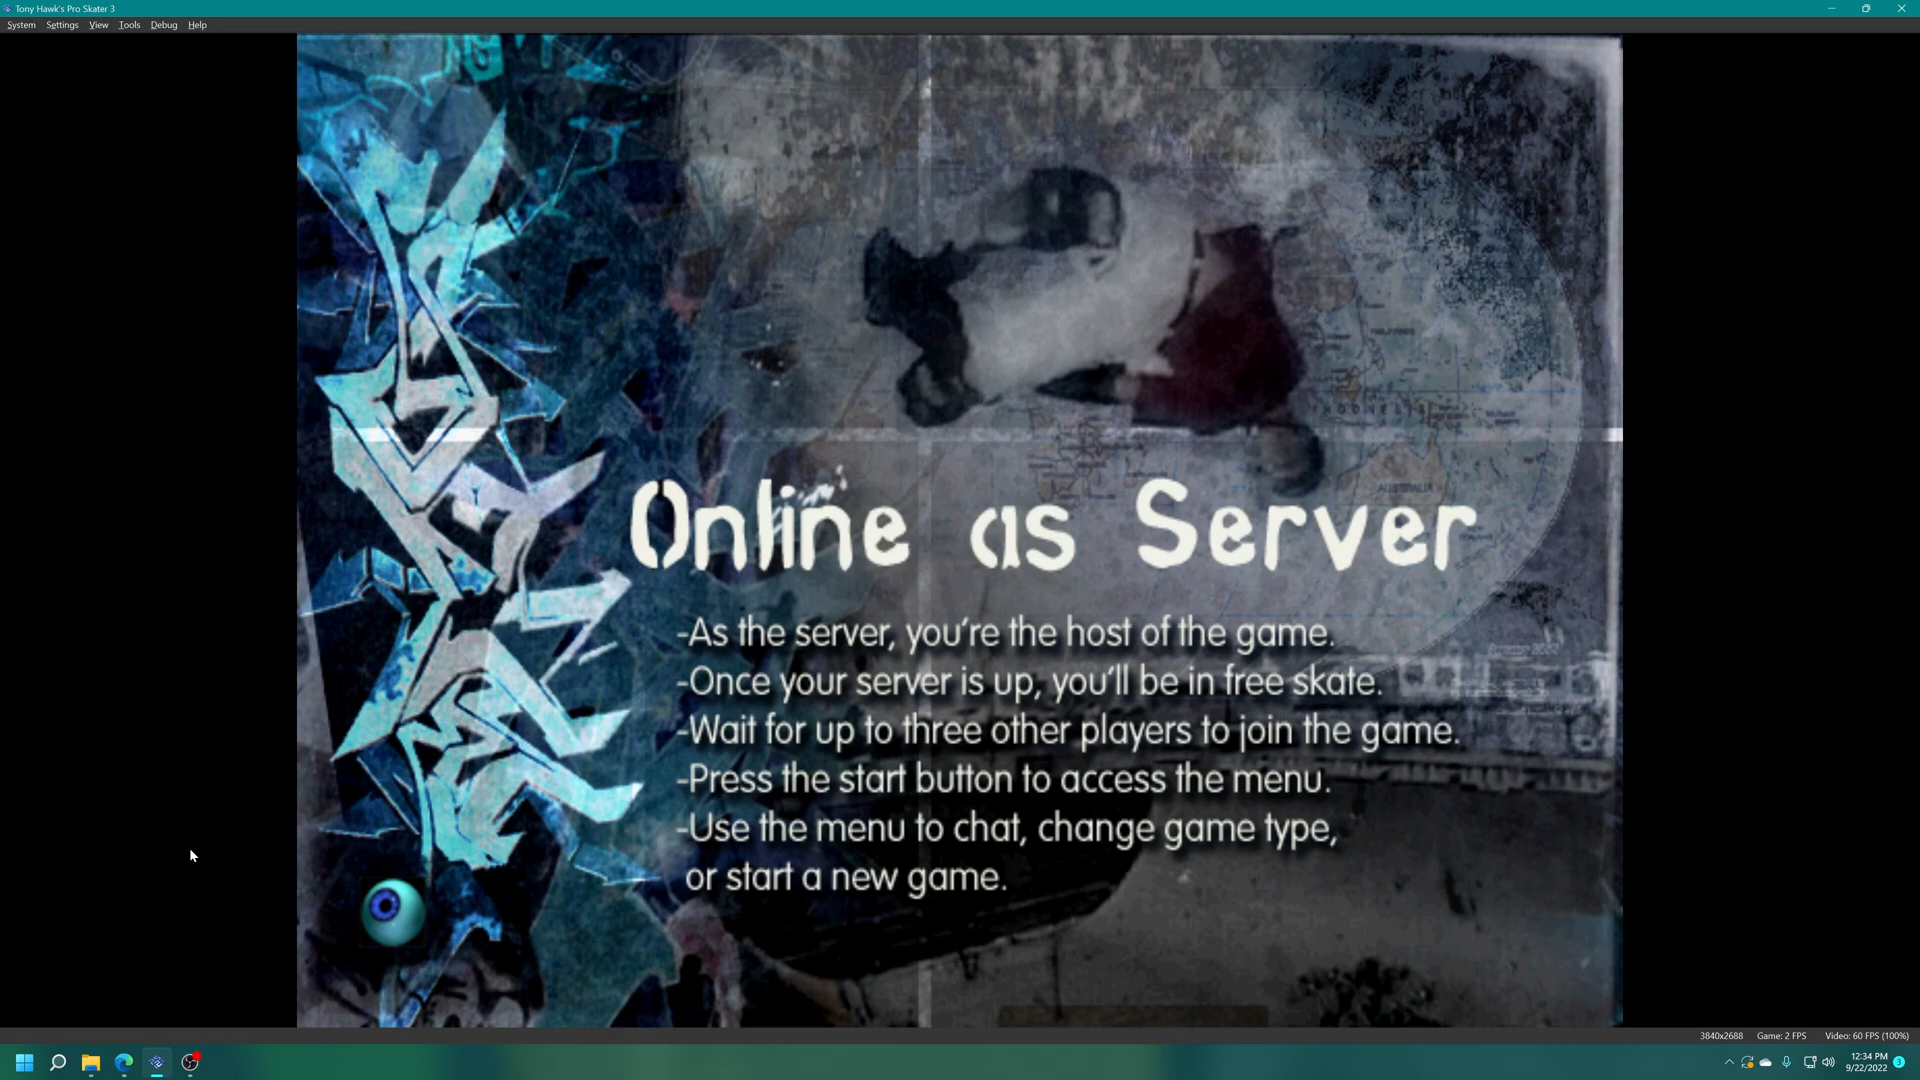 Tony Hawk's Pro Skater 3
System Settings View Tools Debug Help
PHILIPPINES
INDONESIA
AUSTRALIA
Online as Server
-As the server, you're the host of the game.
-Once your server is up, you'll be in free skate.
-Wait for up to three other players to join the game.
-Press the start button to access the menu.
-Use the menu to chat, change game type,
or start a new game.
3840x2688 Game: 2 FPS Video: 60 FPS (100%)
12:34 PM
9/22/2022
3